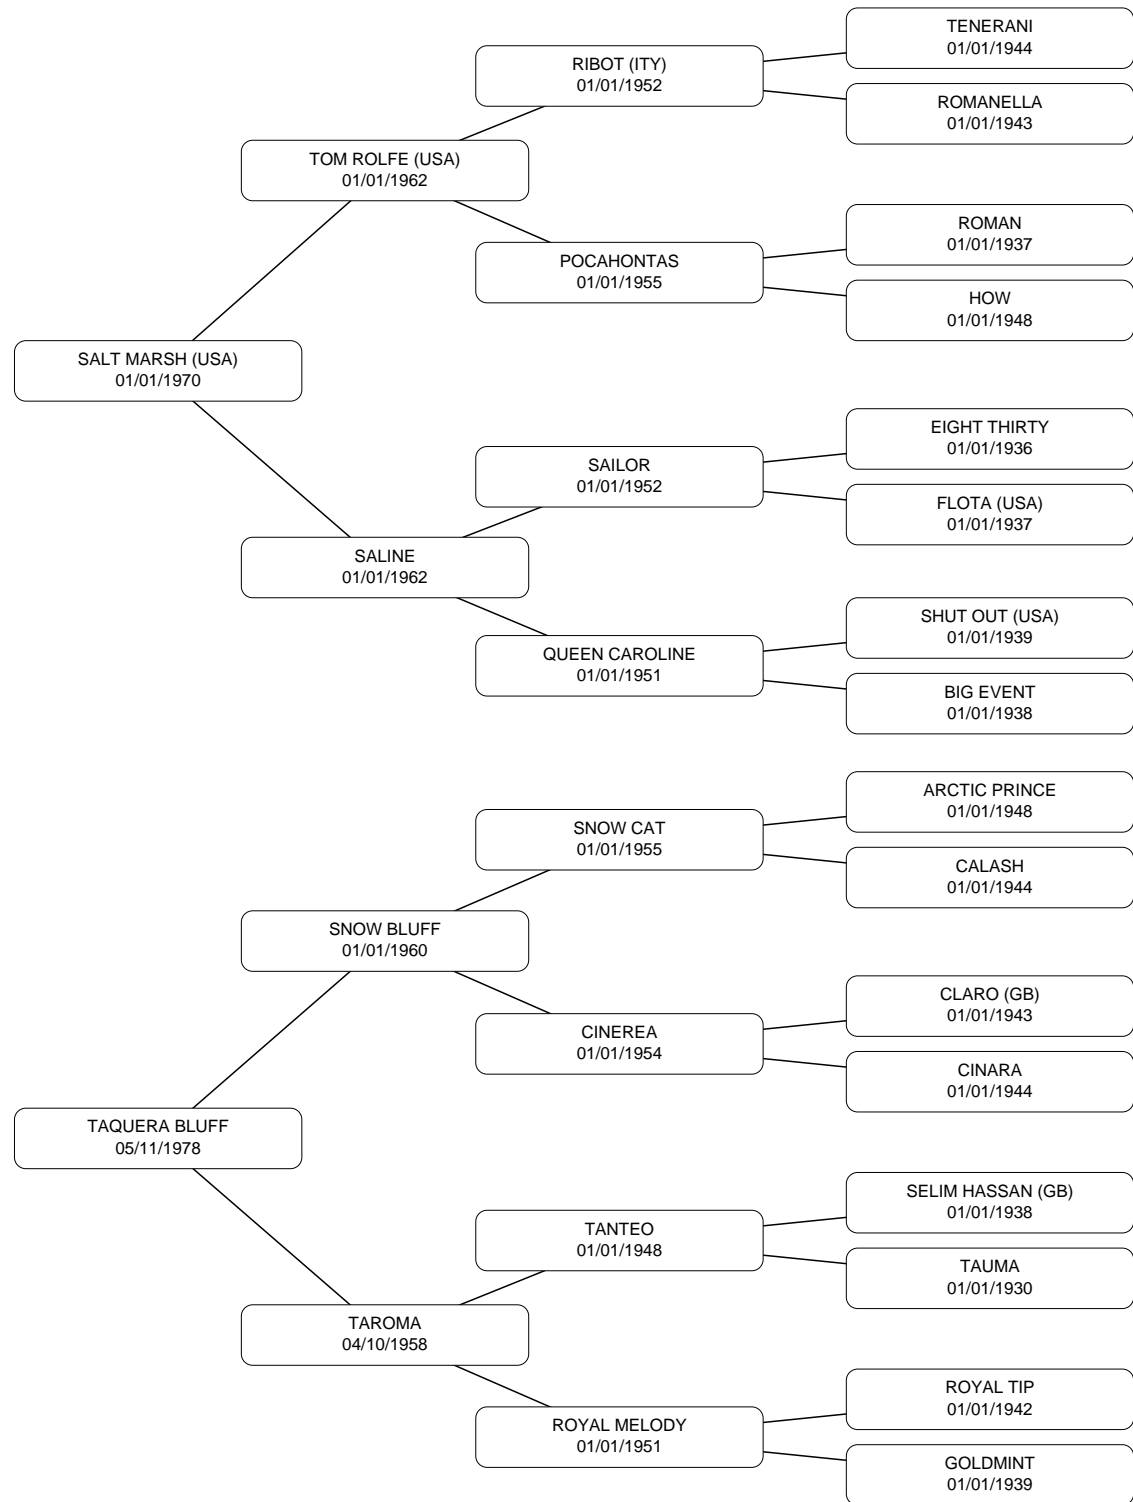 TENERANI
01/01/1944
RIBOT (ITY)
01/01/1952
ROMANELLA
01/01/1943
TOM ROLFE (USA)
01/01/1962
ROMAN
01/01/1937
POCAHONTAS
01/01/1955
HOW
01/01/1948
SALT MARSH (USA)
01/01/1970
EIGHT THIRTY
01/01/1936
SAILOR
01/01/1952
FLOTA (USA)
01/01/1937
SALINE
01/01/1962
SHUT OUT (USA)
01/01/1939
QUEEN CAROLINE
01/01/1951
BIG EVENT
01/01/1938
ARCTIC PRINCE
01/01/1948
SNOW CAT
01/01/1955
CALASH
01/01/1944
SNOW BLUFF
01/01/1960
CLARO (GB)
01/01/1943
CINEREA
01/01/1954
CINARA
01/01/1944
TAQUERA BLUFF
05/11/1978
SELIM HASSAN (GB)
01/01/1938
TANTEO
01/01/1948
TAUMA
01/01/1930
TAROMA
04/10/1958
ROYAL TIP
01/01/1942
ROYAL MELODY
01/01/1951
GOLDMINT
01/01/1939